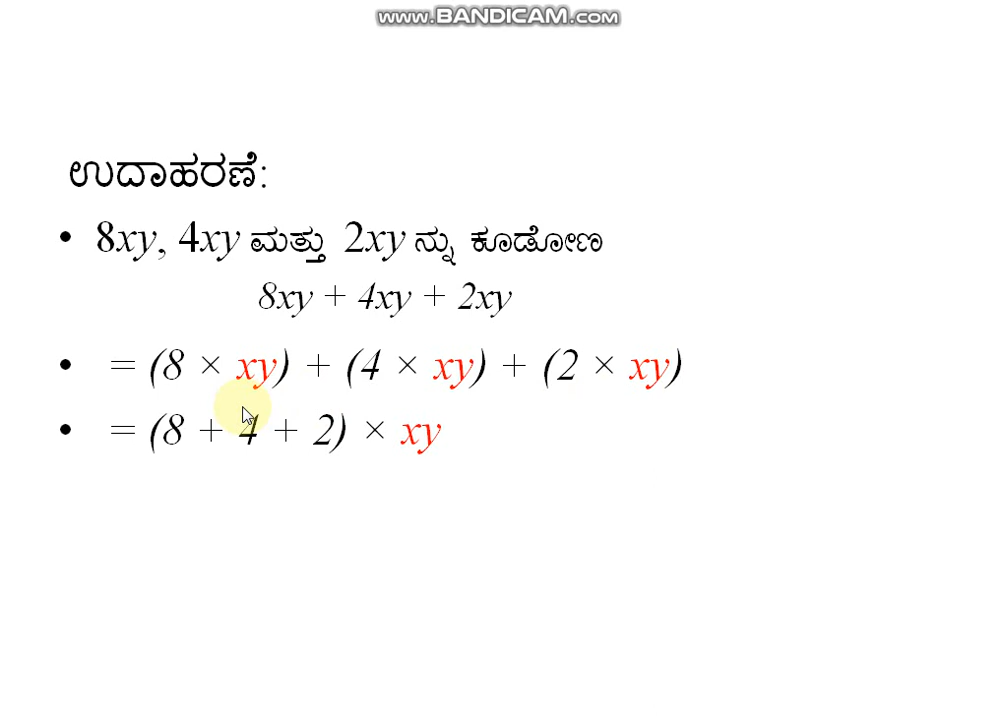 www.BANDICAM.com
ಉದಾಹರಣೆ:
• 8xy, 4xy ಮತ್ತು 2xy ನ್ನು ಕೂಡೋಣ
8xy + 4xy + 2xy
• = (8 × xy) + (4 × xy) + (2 × xy)
• = (8 + 4 + 2) × xy